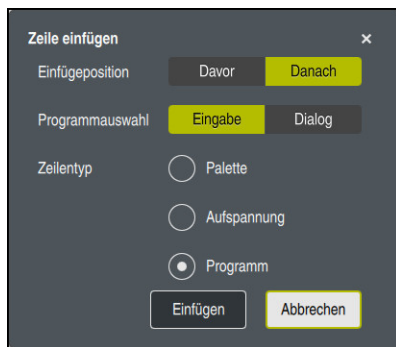 Zeile einfügen ×
Einfügeposition Davor Danach
Programmauswahl Eingabe Dialog
Zeilentyp Palette
Aufspannung
Programm
Einfügen Abbrechen